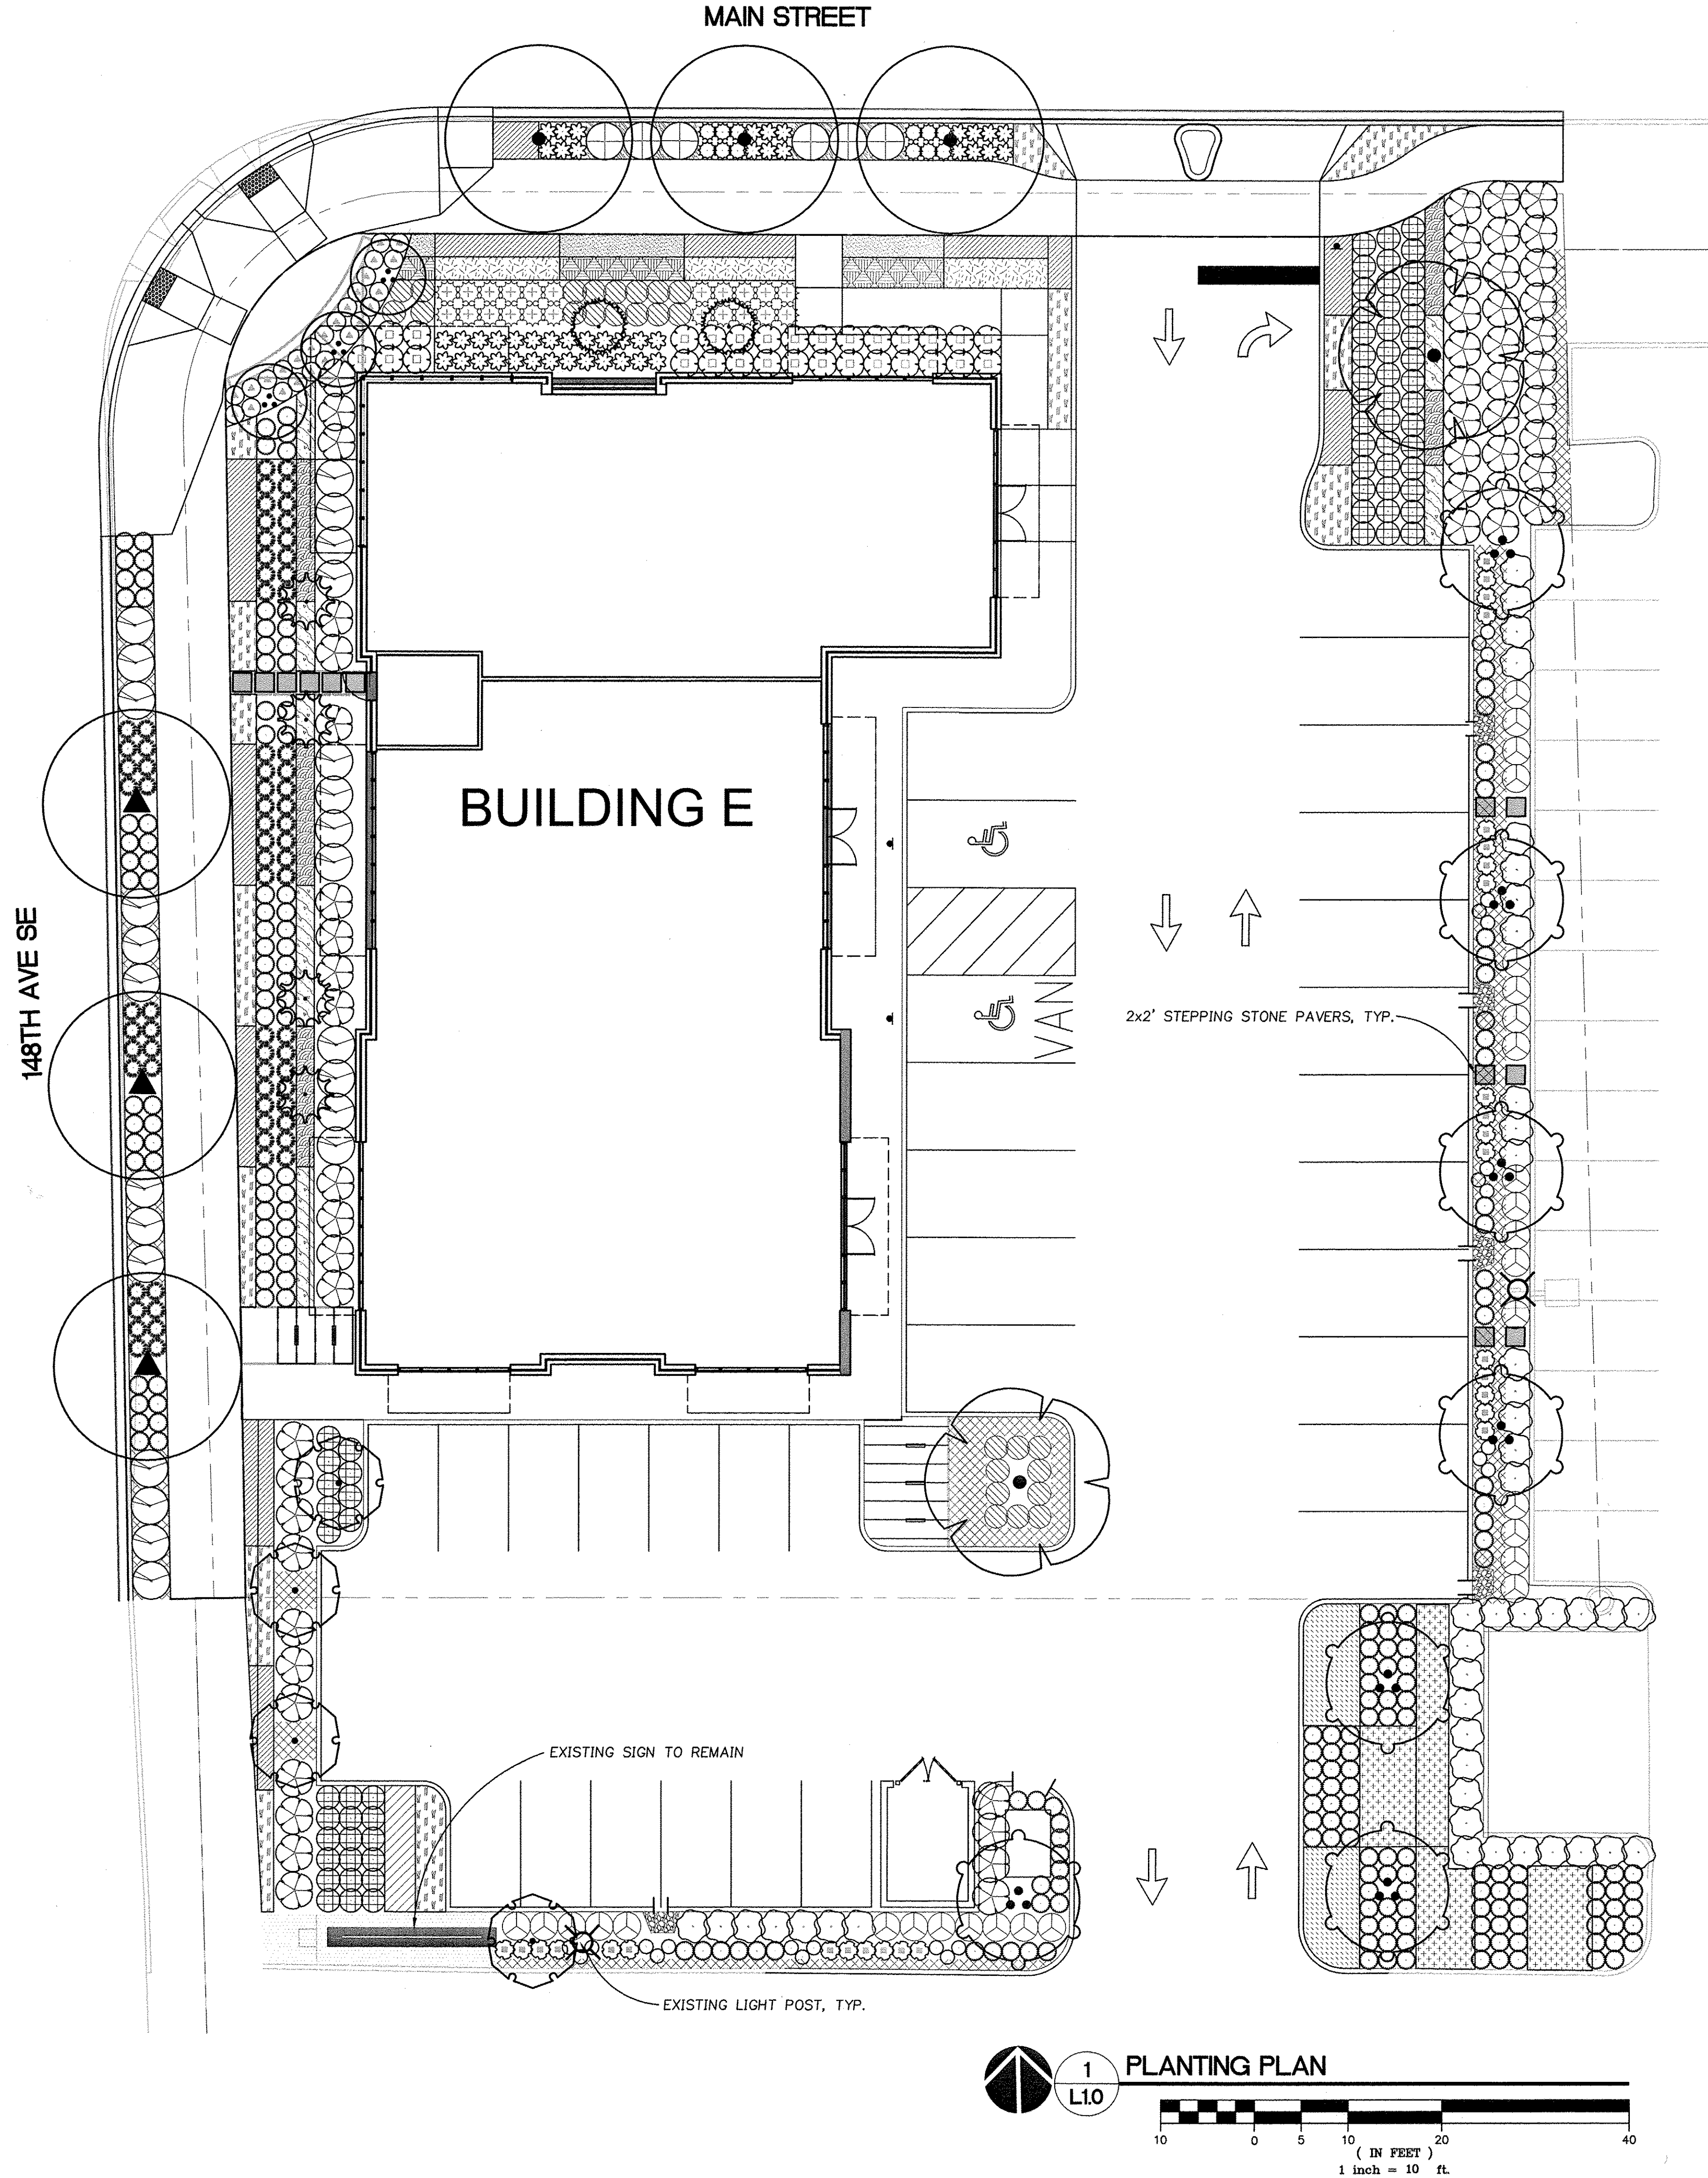 MAIN STREET
BUILDING E
148TH AVE SE
VAN
2x2' STEPPING STONE PAVERS, TYP.
EXISTING SIGN TO REMAIN
EXISTING LIGHT POST, TYP.
1
L1.0
PLANTING PLAN
10 0 5 10 20 40
( IN FEET )
1 inch = 10 ft.